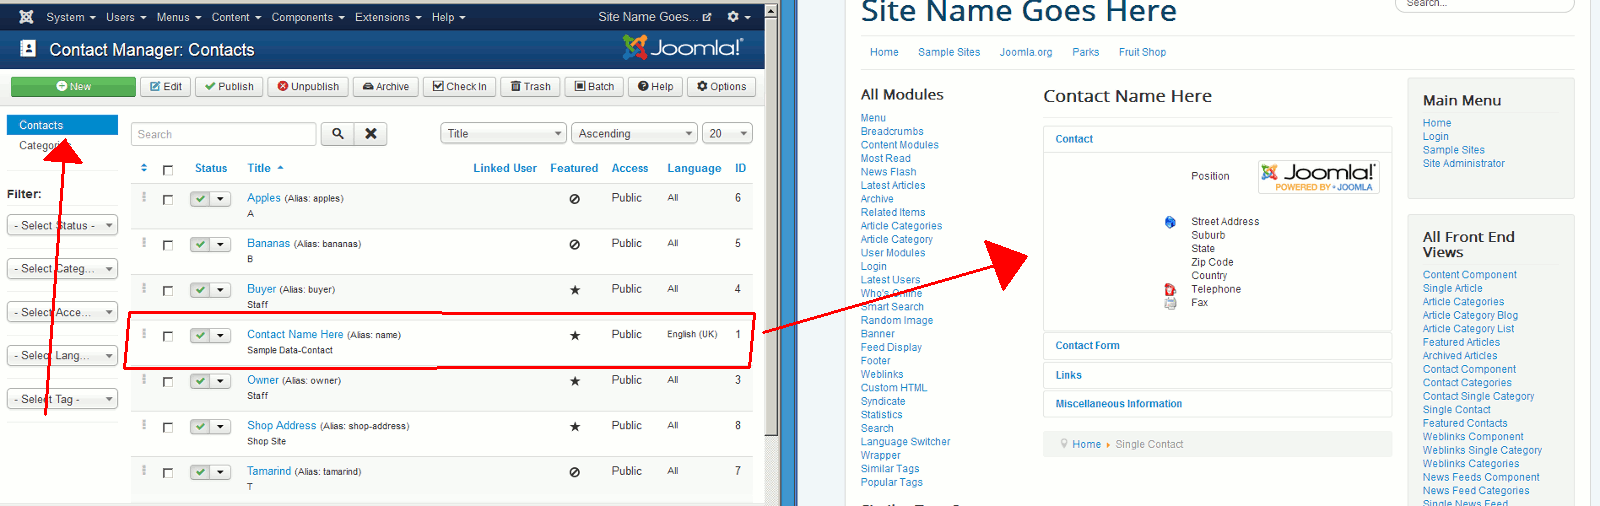 System Users Menus Content Components Extensions Help Site Name Goes...
Contact Manager: Contacts
Joomla!
New Edit Publish Unpublish Archive Check In Trash Batch Help Options
Contacts
Categories
Filter:
- Select Status -
- Select Categ...
- Select Acce...
- Select Lang...
- Select Tag -
Search Title Ascending 20
Status Title Linked User Featured Access Language ID
Apples (Alias: apples) Public All 6
A
Bananas (Alias: bananas) Public All 5
B
Buyer (Alias: buyer) Public All 4
Staff
Contact Name Here (Alias: name) Public English (UK) 1
Sample Data-Contact
Owner (Alias: owner) Public All 3
Staff
Shop Address (Alias: shop-address) Public All 8
Shop Site
Tamarind (Alias: tamarind) Public All 7
T
Site Name Goes Here
Search...
Home Sample Sites Joomla.org Parks Fruit Shop
All Modules
Menu
Breadcrumbs
Content Modules
Most Read
News Flash
Latest Articles
Archive
Related Items
Article Categories
Article Category
User Modules
Login
Latest Users
Who's Online
Smart Search
Random Image
Banner
Feed Display
Footer
Weblinks
Custom HTML
Syndicate
Statistics
Search
Language Switcher
Wrapper
Similar Tags
Popular Tags
Contact Name Here
Contact
Position
Joomla!
POWERED BY JOOMLA
Street Address
Suburb
State
Zip Code
Country
Telephone
Fax
Contact Form
Links
Miscellaneous Information
Home Single Contact
Main Menu
Home
Login
Sample Sites
Site Administrator
All Front End
Views
Content Component
Single Article
Article Categories
Article Category Blog
Article Category List
Featured Articles
Archived Articles
Contact Component
Contact Categories
Contact Single Category
Single Contact
Featured Contacts
Weblinks Component
Weblinks Single Category
Weblinks Categories
News Feeds Component
News Feed Categories
Single News Feed